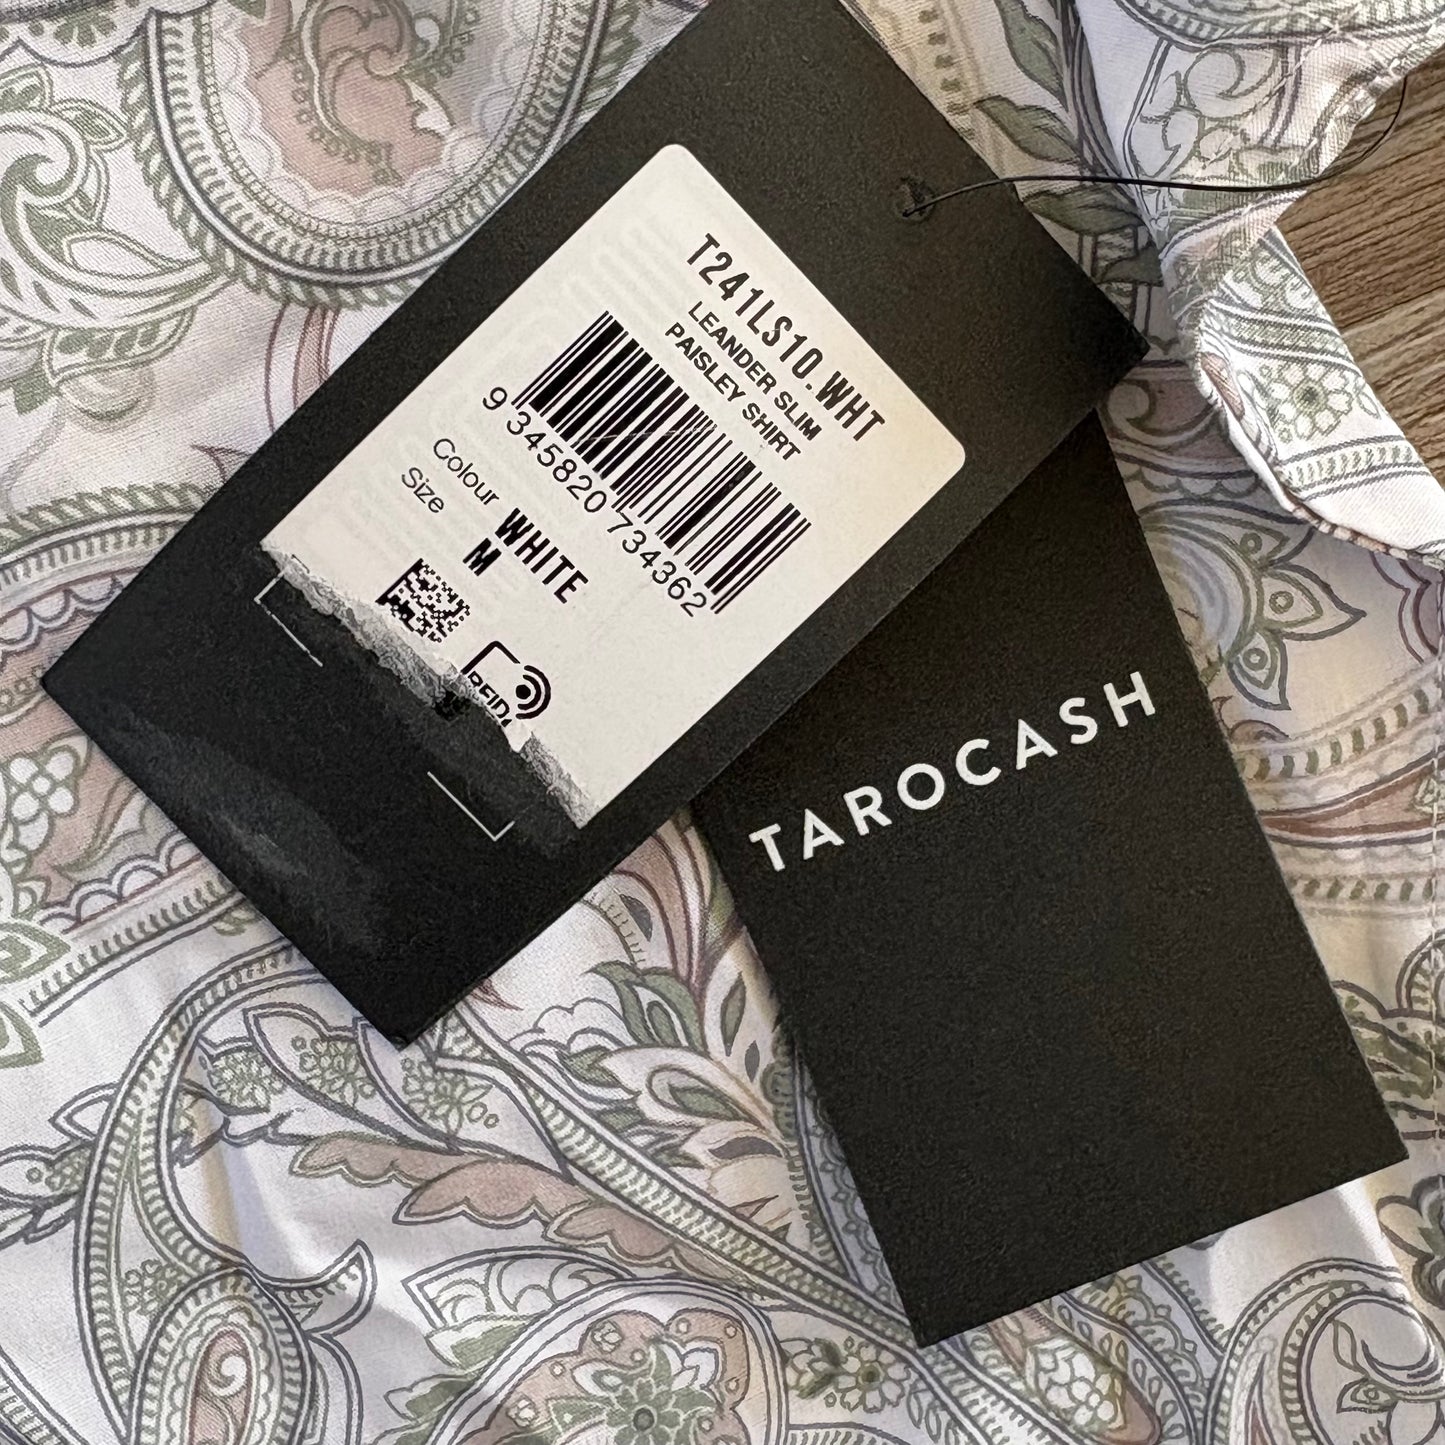 T241LS10.WHT
LEANDER SLIM
PAISLEY SHIRT
9 345820 734362
Colour WHITE
Size M
RFID
TAROCASH